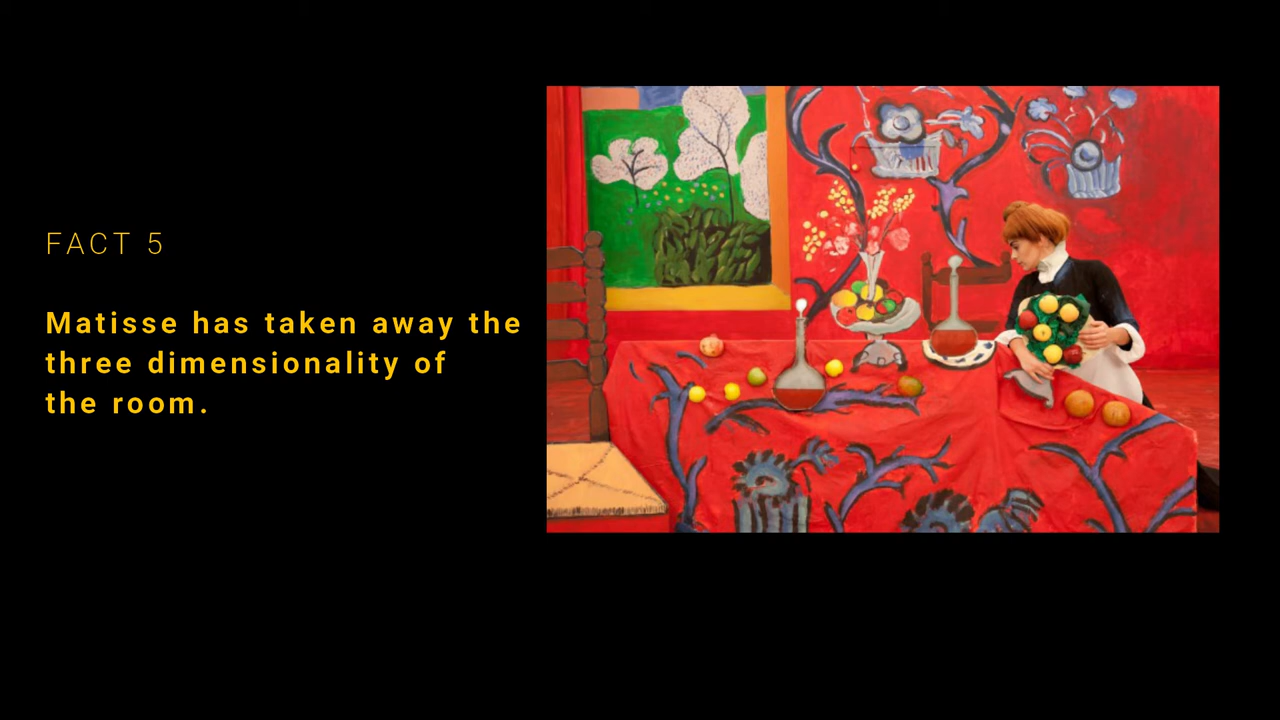 FACT 5
Matisse has taken away the
three dimensionality of
the room.